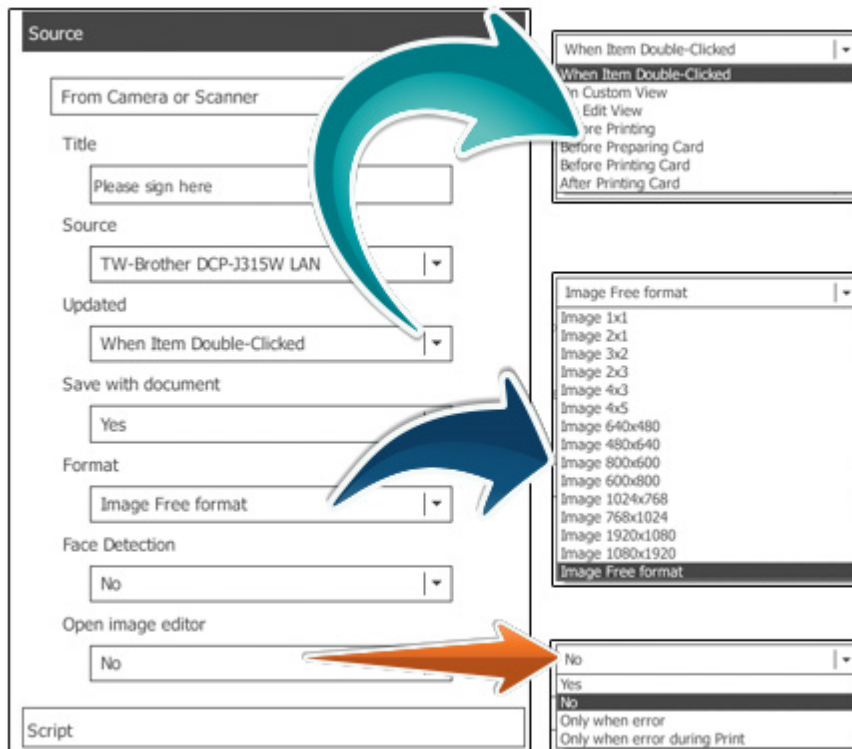 Source
From Camera or Scanner
Title
Please sign here
Source
TW-Brother DCP-J315W LAN
Updated
When Item Double-Clicked
Save with document
Yes
Format
Image Free format
Face Detection
No
Open image editor
No
Script
When Item Double-Clicked
When Item Double-Clicked
Custom View
Edit View
Printing
Before Preparing Card
Before Printing Card
After Printing Card
Image Free format
Image 1x1
Image 2x1
Image 3x2
Image 2x3
Image 4x3
Image 4x5
Image 640x480
Image 480x640
Image 800x600
Image 600x800
Image 1024x768
Image 768x1024
Image 1920x1080
Image 1080x1920
Image Free format
No
Yes
No
Only when error
Only when error during Print